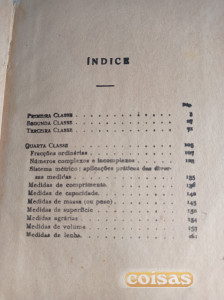 ÍNDICE
Pág.
PRIMEIRA CLASSE
SEGUNDA CLASSE
TERCEIRA CLASSE
QUARTA CLASSE
Fracções ordinárias
Números complexos e incomplexos
Sistema métrico: aplicações práticas das diver-
sas medidas
Medidas de comprimento
Medidas de capacidade
Medidas de massa (ou peso)
Medidas de superfície
Medidas agrárias
Medidas de volume
Medidas de lenha
coisas